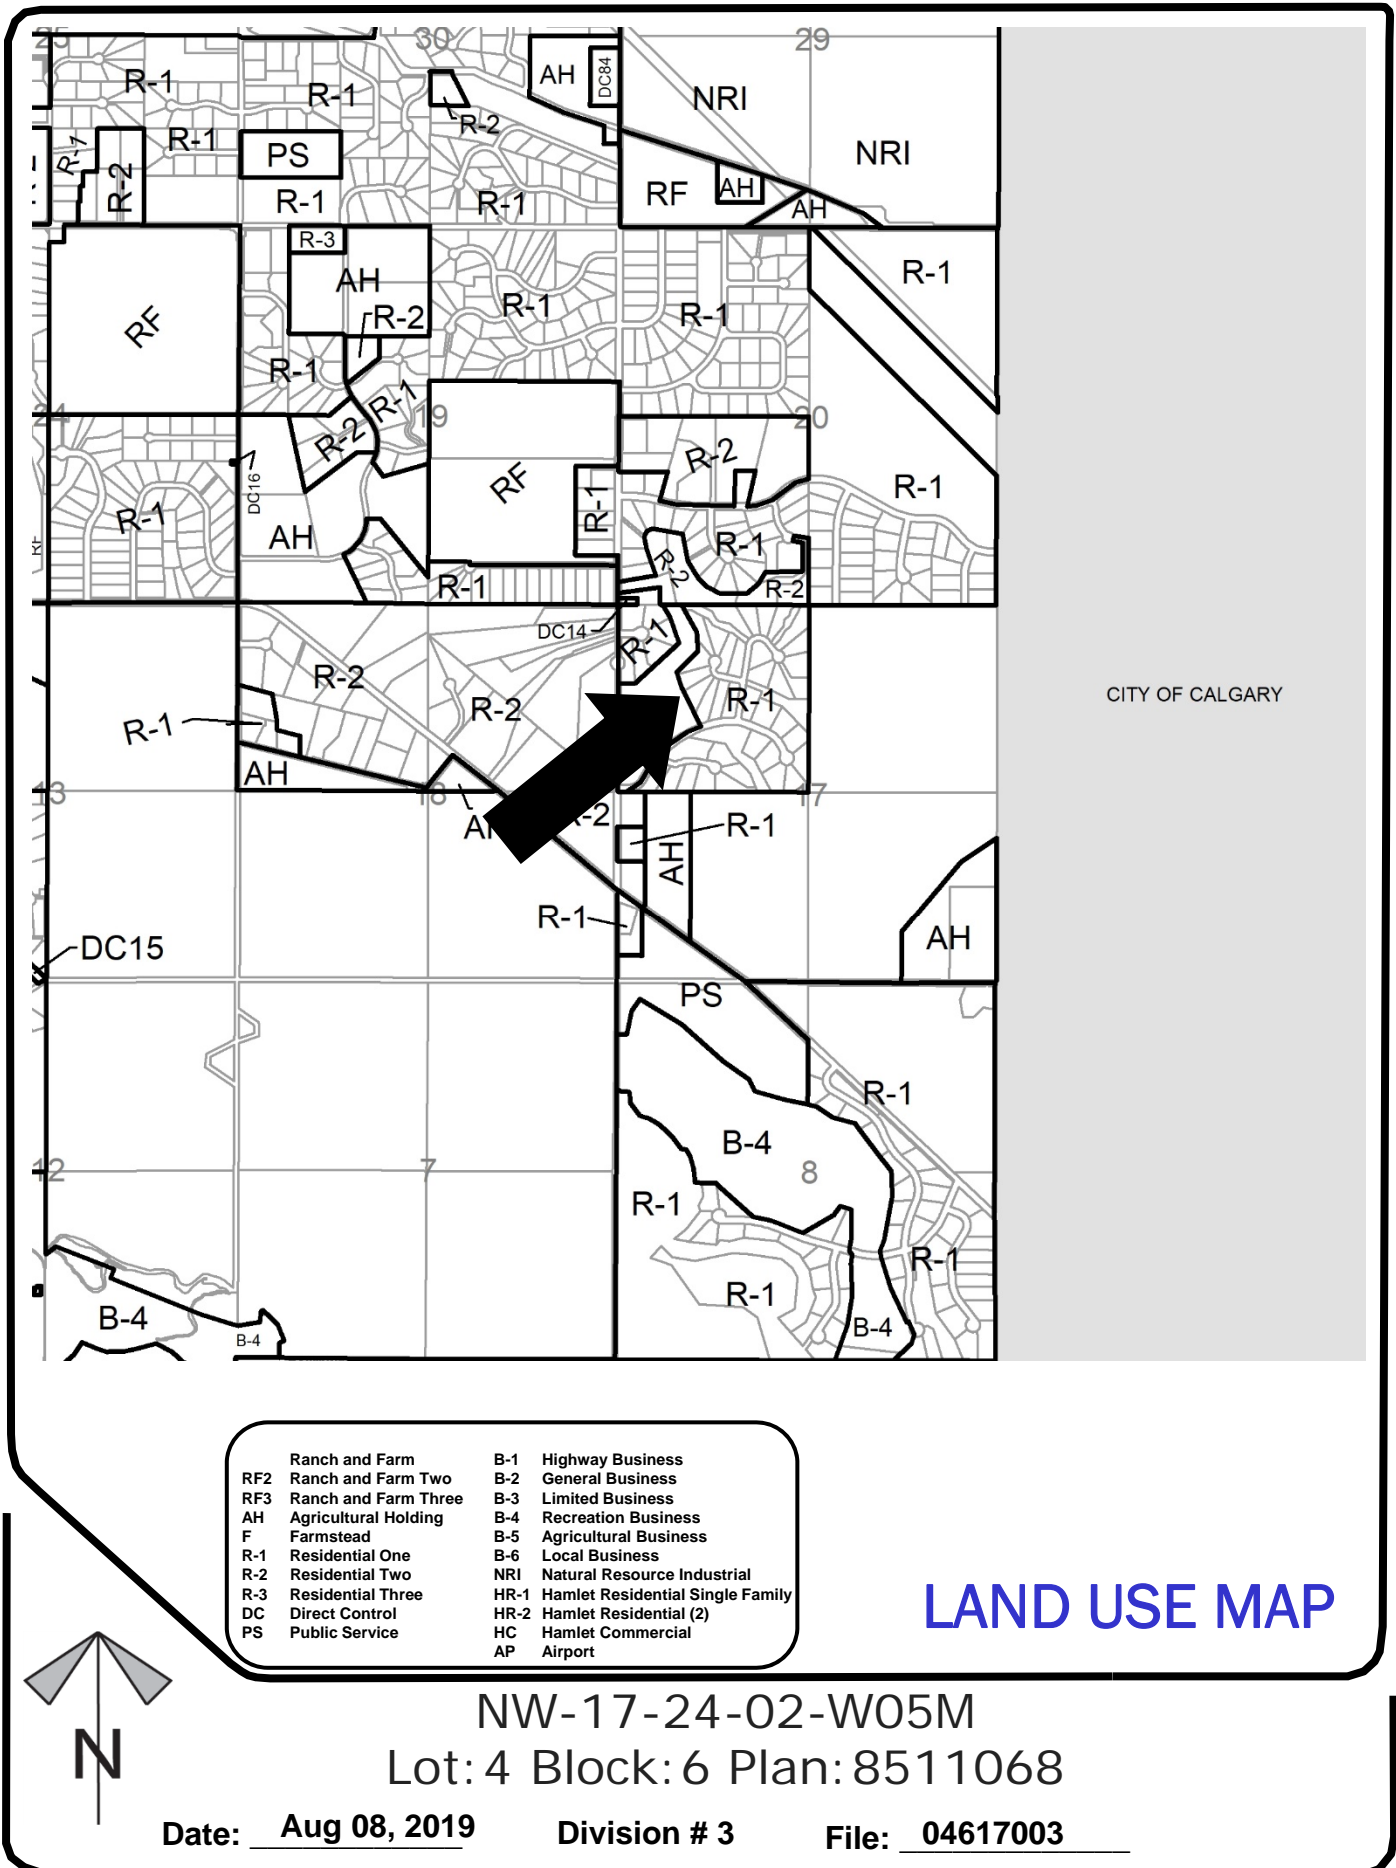 25
30
29
R-1
R-1
AH
DC84
NRI
R-2
R-1
R-1
R-2
PS
R-1
R-1
NRI
RF
AH
AH
R-3
AH
R-2
RF
R-1
R-1
R-1
R-1
R-1
24
19
20
R-2
R-1
DC16
AH
RF
R-1
R-2
R-1
R-1
R-2
R-1
R-2
RF
R-1
DC14
R-1
R-2
R-2
R-1
R-1
AH
CITY OF CALGARY
13
18
17
R-1
AH
R-1
AH
DC15
PS
R-1
B-4
12
7
8
R-1
R-1
R-1
B-4
B-4
B-4
Ranch and Farm
RF2 Ranch and Farm Two
RF3 Ranch and Farm Three
AH Agricultural Holding
F Farmstead
R-1 Residential One
R-2 Residential Two
R-3 Residential Three
DC Direct Control
PS Public Service
B-1 Highway Business
B-2 General Business
B-3 Limited Business
B-4 Recreation Business
B-5 Agricultural Business
B-6 Local Business
NRI Natural Resource Industrial
HR-1 Hamlet Residential Single Family
HR-2 Hamlet Residential (2)
HC Hamlet Commercial
AP Airport
LAND USE MAP
N
NW-17-24-02-W05M
Lot:4 Block:6 Plan:8511068
Date: Aug 08, 2019 Division # 3 File: 04617003